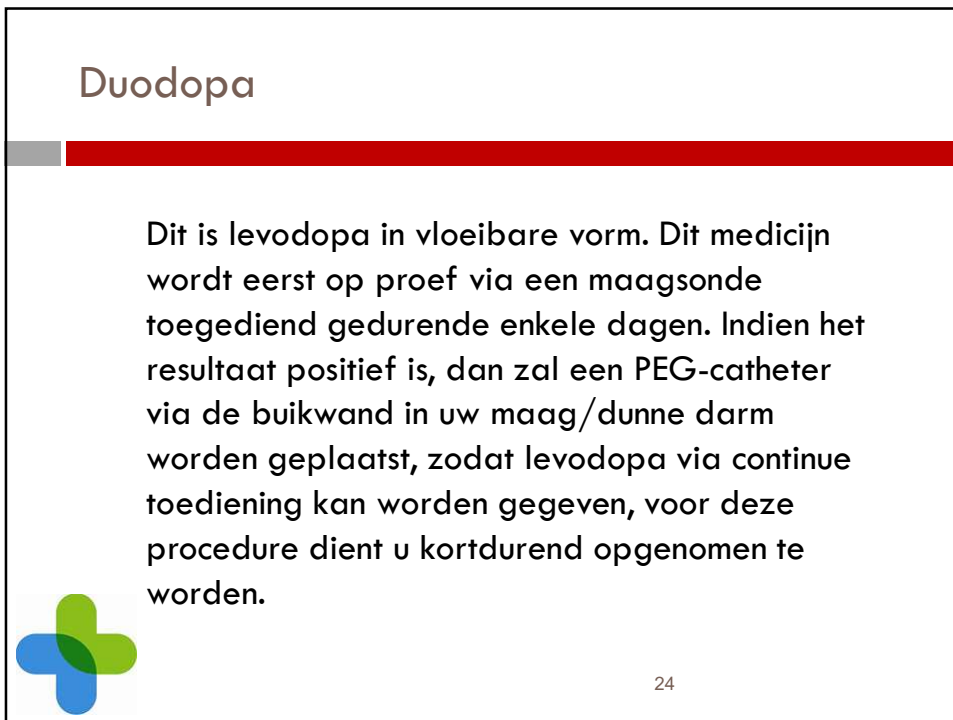 Duodopa
Dit is levodopa in vloeibare vorm. Dit medicijn
wordt eerst op proef via een maagsonde
toegediend gedurende enkele dagen. Indien het
resultaat positief is, dan zal een PEG-catheter
via de buikwand in uw maag/dunne darm
worden geplaatst, zodat levodopa via continue
toediening kan worden gegeven, voor deze
procedure dient u kortdurend opgenomen te
worden.
24